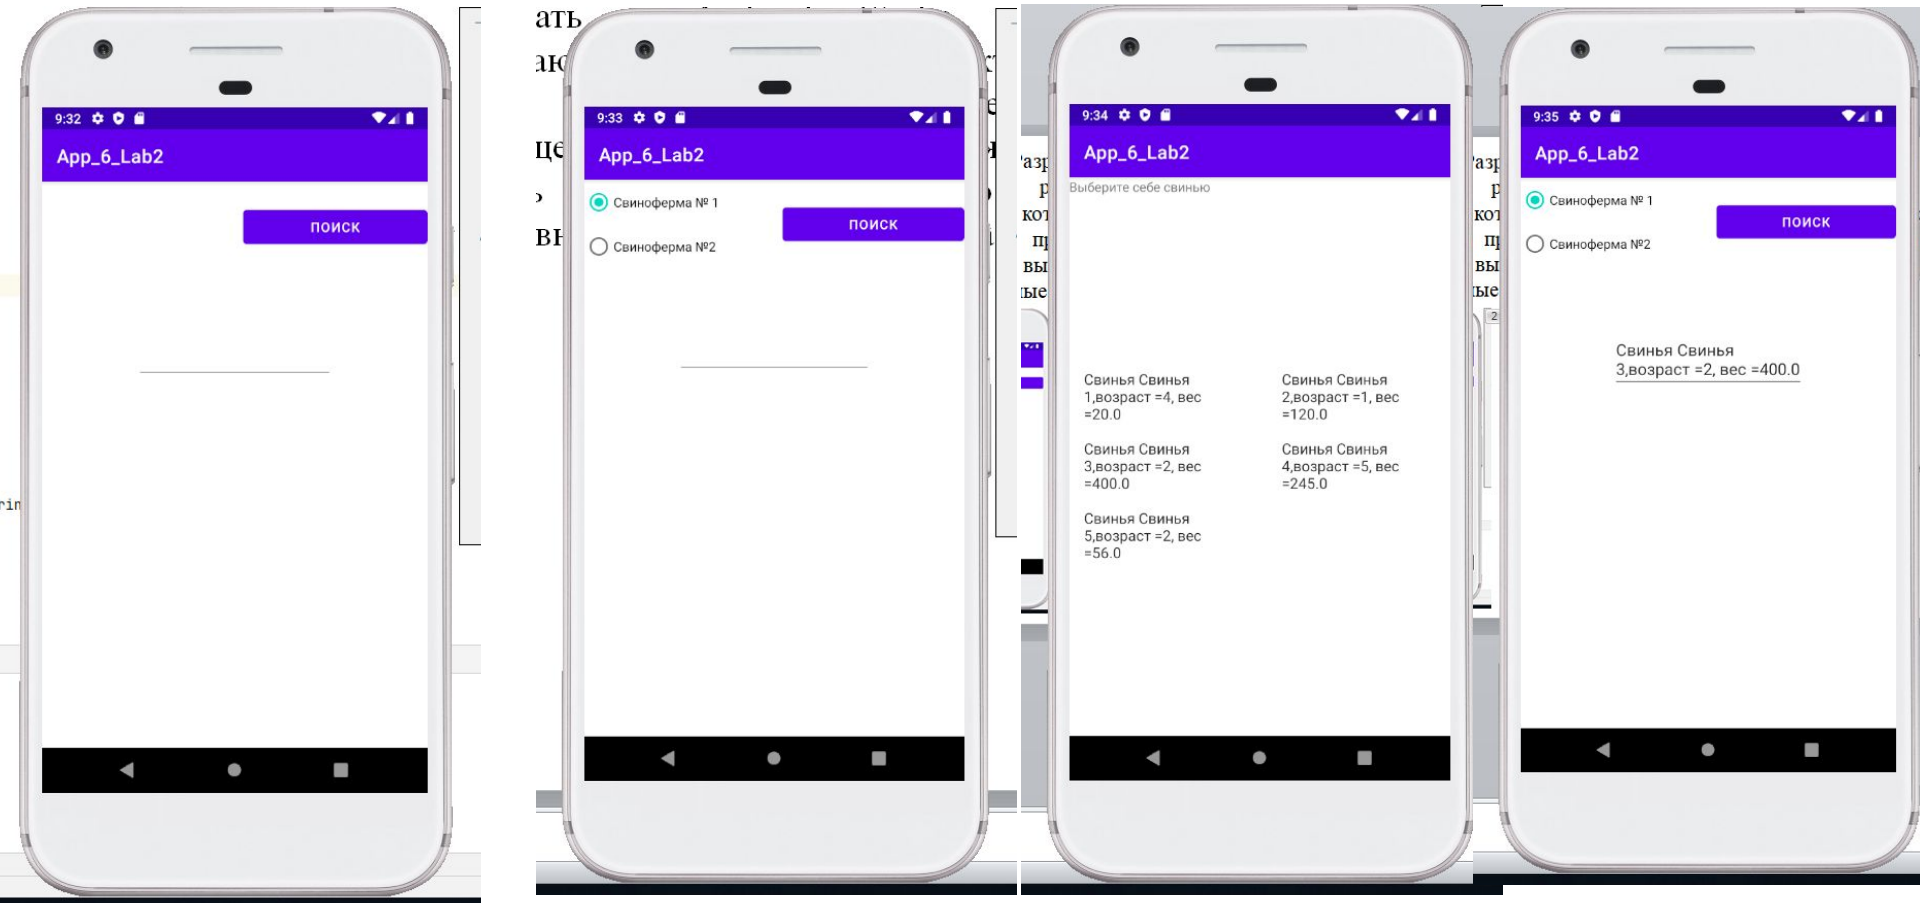 ать
9:32
App_6_Lab2
ПОИСК
9:33
App_6_Lab2
Свиноферма № 1
Свиноферма №2
ПОИСК
9:34
App_6_Lab2
Выберите себе свинью
Свинья Свинья
1,возраст =4, вес
=20.0
Свинья Свинья
2,возраст =1, вес
=120.0
Свинья Свинья
3,возраст =2, вес
=400.0
Свинья Свинья
4,возраст =5, вес
=245.0
Свинья Свинья
5,возраст =2, вес
=56.0
9:35
App_6_Lab2
Свиноферма № 1
Свиноферма №2
ПОИСК
Свинья Свинья
3,возраст =2, вес =400.0